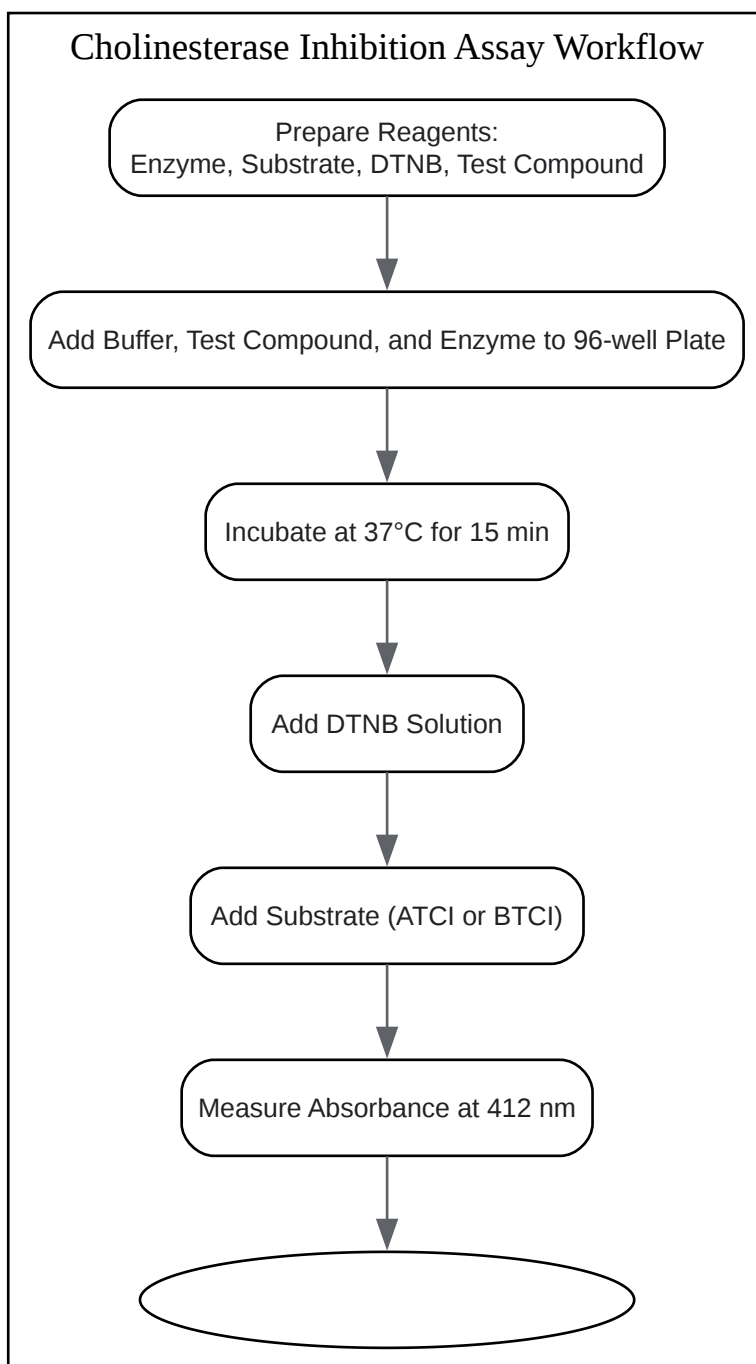 Cholinesterase Inhibition Assay Workflow
Prepare Reagents:
Enzyme, Substrate, DTNB, Test Compound
Add Buffer, Test Compound, and Enzyme to 96-well Plate
Incubate at 37°C for 15 min
Add DTNB Solution
Add Substrate (ATCI or BTCI)
Measure Absorbance at 412 nm